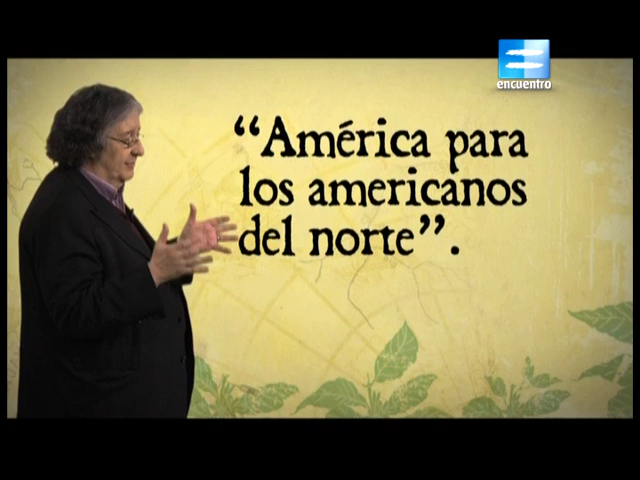 encuentro
“América para
los americanos
del norte”.